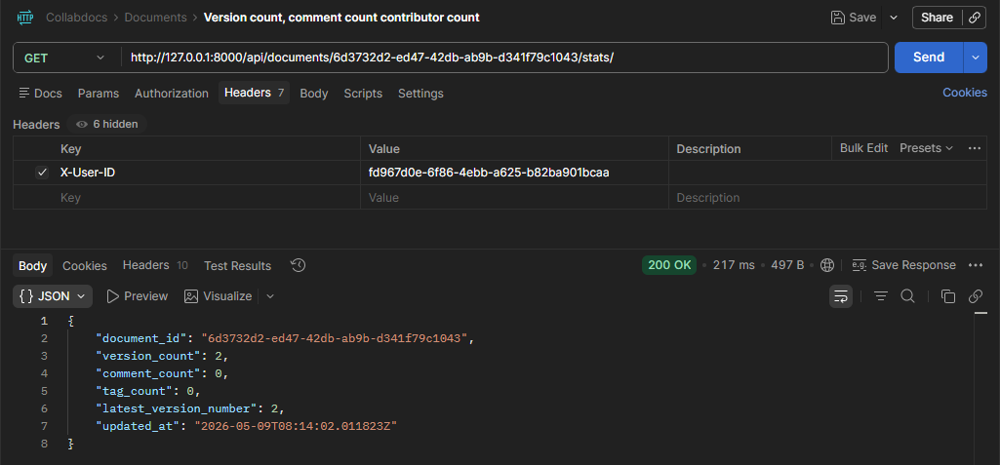 HTTP Collabdocs > Documents > Version count, comment count contributor count Save Share
GET http://127.0.0.1:8000/api/documents/6d3732d2-ed47-42db-ab9b-d341f79c1043/stats/ Send
Docs Params Authorization Headers 7 Body Scripts Settings Cookies
Headers 6 hidden
Key Value Description Bulk Edit Presets
X-User-ID fd967d0e-6f86-4ebb-a625-b82ba901bcaa
Key Value Description
Body Cookies Headers 10 Test Results 200 OK • 217 ms • 497 B • e.g. Save Response
{} JSON Preview Visualize
1 {
2 "document_id": "6d3732d2-ed47-42db-ab9b-d341f79c1043",
3 "version_count": 2,
4 "comment_count": 0,
5 "tag_count": 0,
6 "latest_version_number": 2,
7 "updated_at": "2026-05-09T08:14:02.011823Z"
8 }